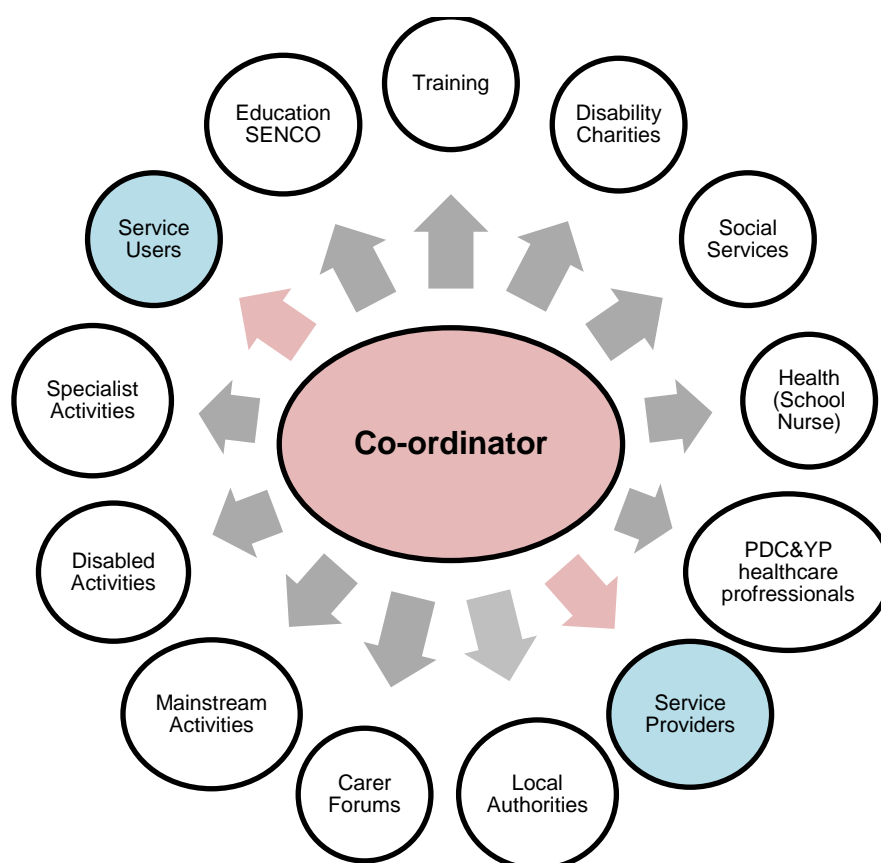 Training
Disability
Charities
Social
Services
Health
(School
Nurse)
PDC&YP
healthcare
profressionals
Service
Providers
Local
Authorities
Carer
Forums
Mainstream
Activities
Disabled
Activities
Specialist
Activities
Service
Users
Education
SENCO
Co-ordinator